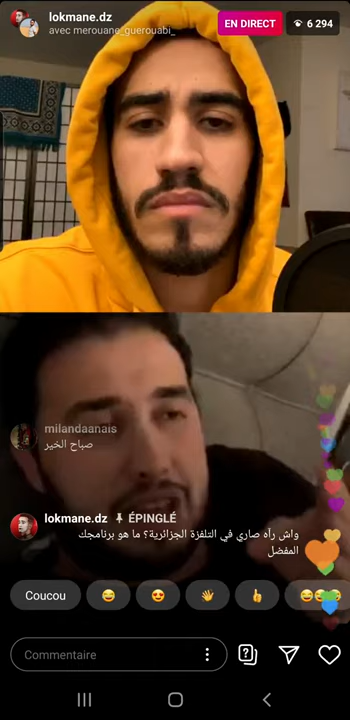 lokmane.dz
avec merouane_guerouabi_
EN DIRECT
6 294
milandaanais
صباح الخير
lokmane.dz ÉPINGLÉ
واش رآه صاري في التلفزة الجزائرية؟ ما هو برنامجك
المفضل
Coucou
Commentaire